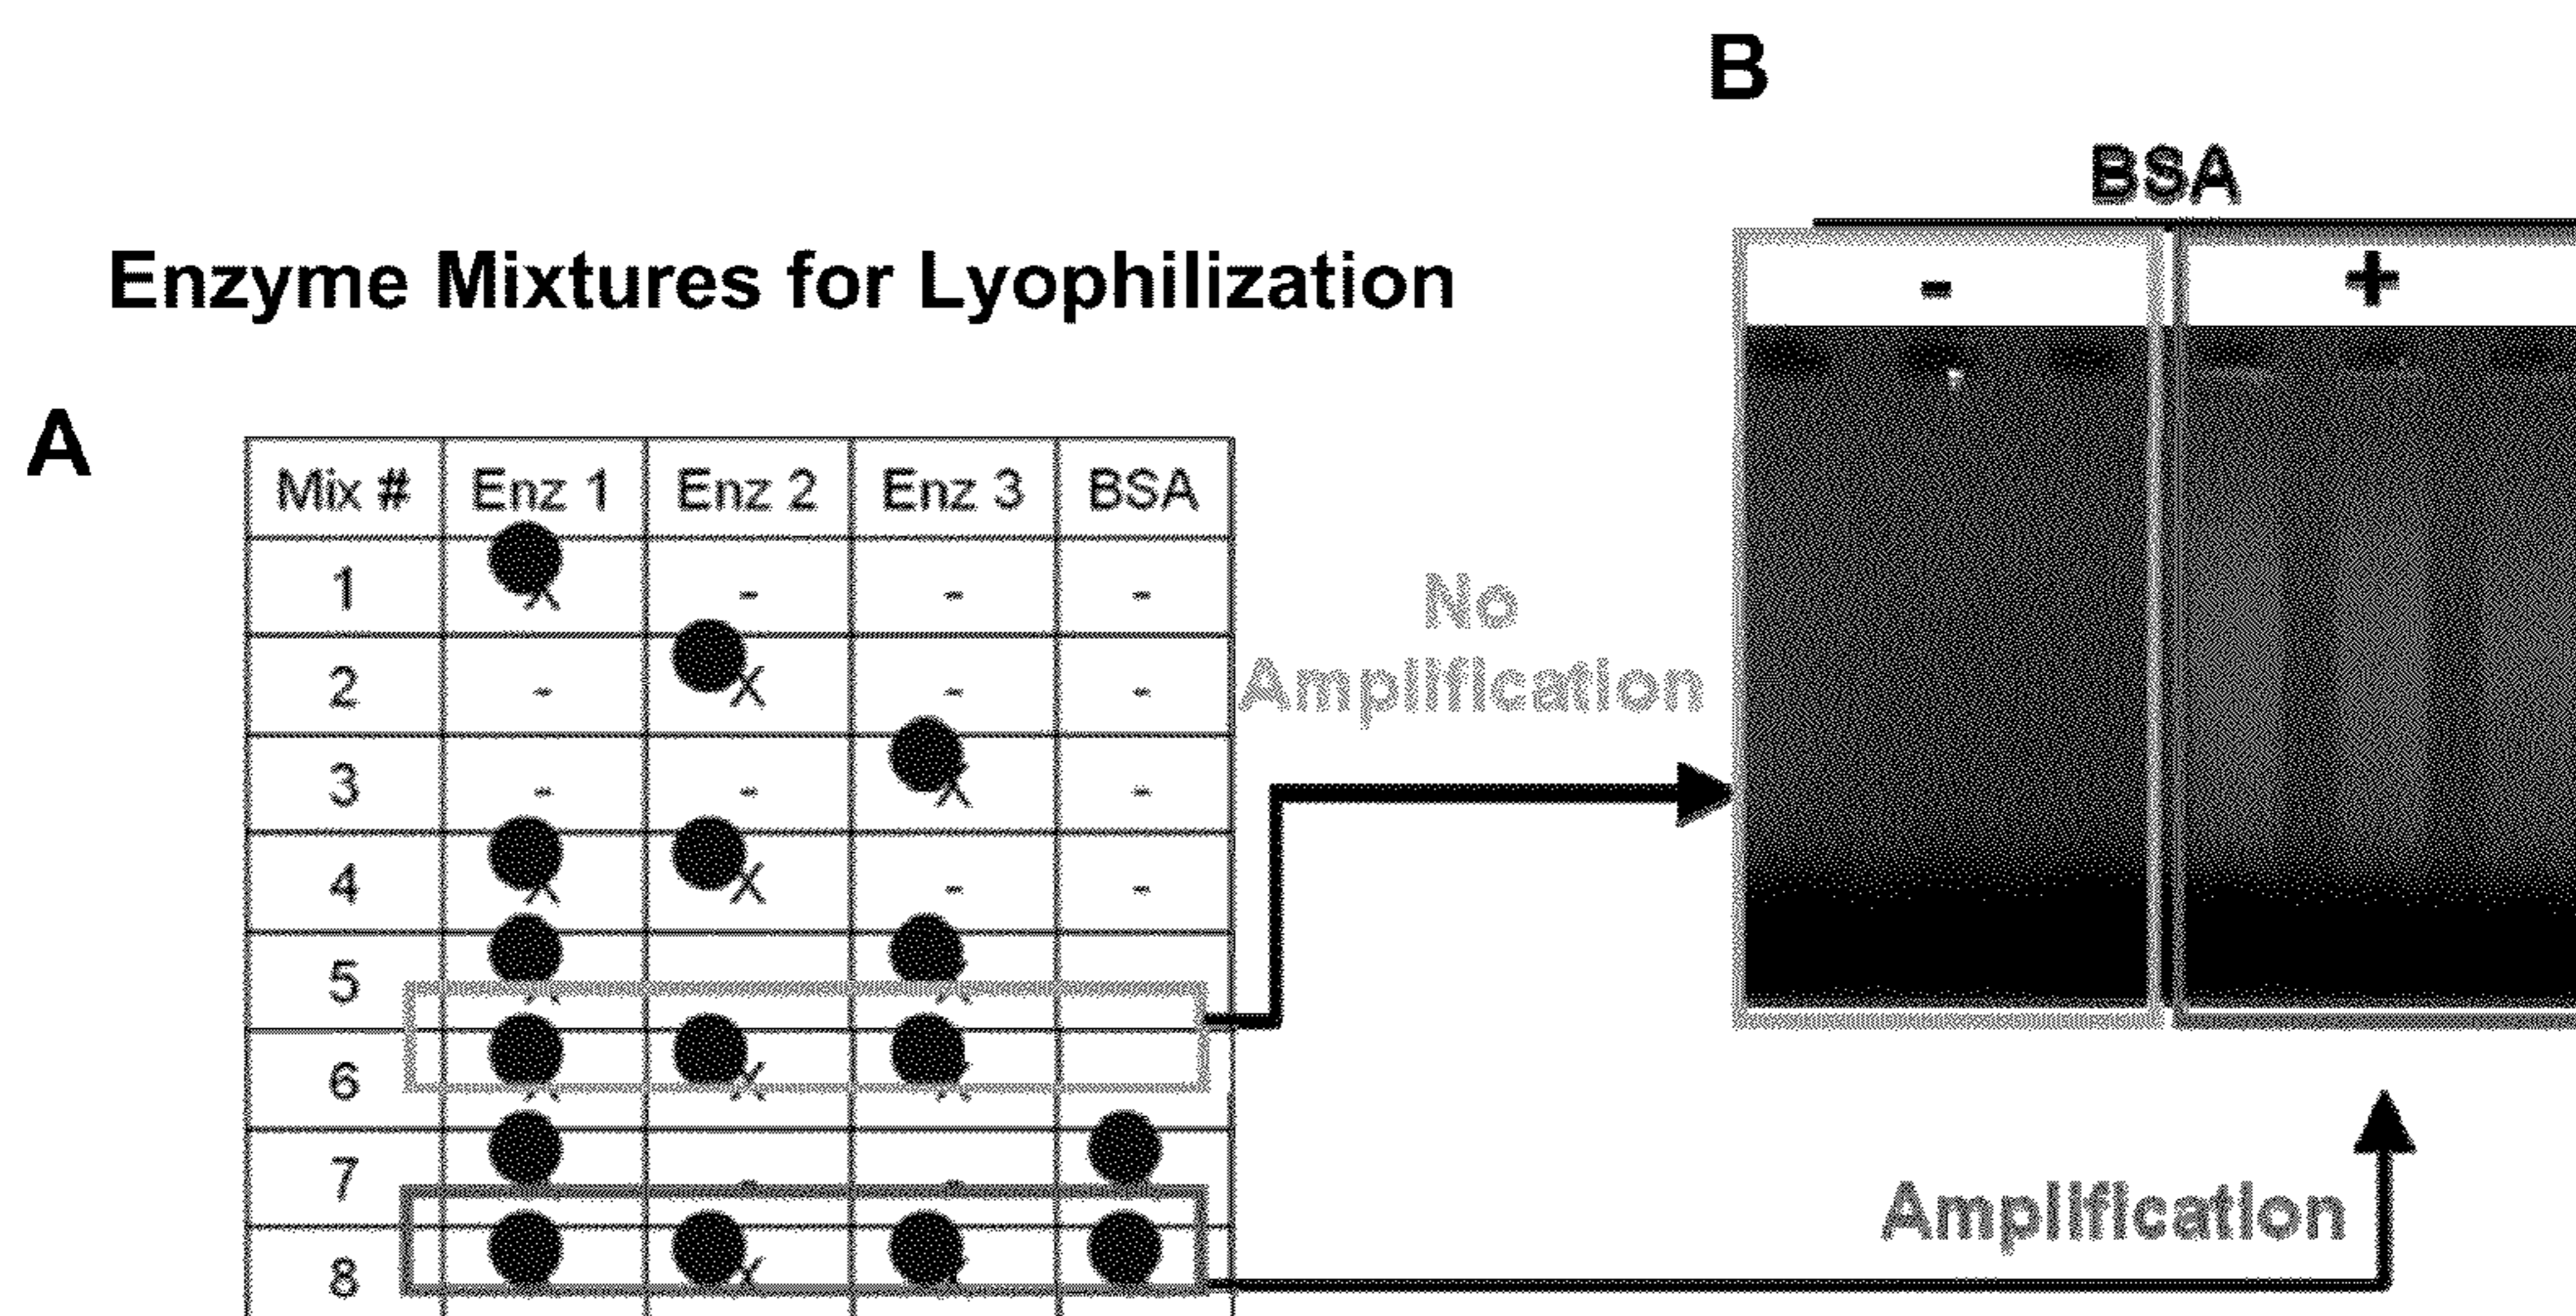 B
BSA
- +
Enzyme Mixtures for Lyophilization
A
Mix # Enz 1 Enz 2 Enz 3 BSA
1 X - - -
2 - X - -
3 - - X -
4 X X - -
5 X X
6 X X X
7 - -
8 X X
No
Amplification
Amplification